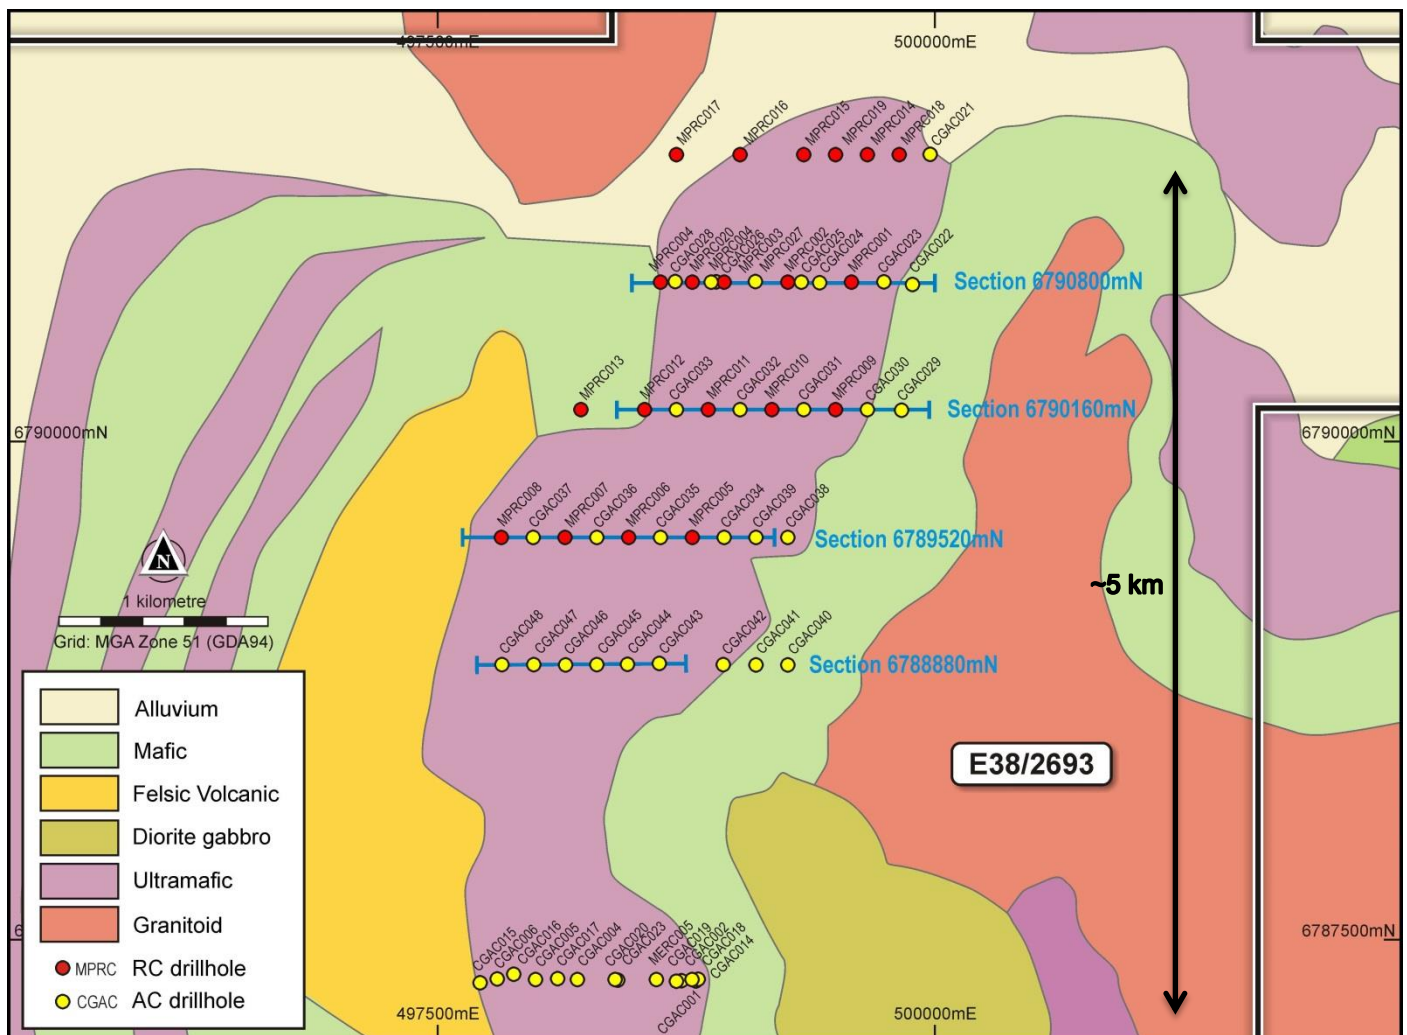 497500mE
500000mE
MPRC017
MPRC016
MPRC015
MPRC019
MPRC014
MPRC018
CGAC021
MPRC004
CGAC028
MPRC020
MPRC004
CGAC026
MPRC003
MPRC027
MPRC002
CGAC025
CGAC024
MPRC001
CGAC023
CGAC022
Section 6790800mN
MPRC013
MPRC012
CGAC033
MPRC011
CGAC032
MPRC010
CGAC031
MPRC009
CGAC030
CGAC029
Section 6790160mN
6790000mN
6790000mN
MPRC008
CGAC037
MPRC007
CGAC036
MPRC006
CGAC035
MPRC005
CGAC034
CGAC039
CGAC038
Section 6789520mN
N
~5 km
1 kilometre
Grid: MGA Zone 51 (GDA94)
CGAC048
CGAC047
CGAC046
CGAC045
CGAC044
CGAC043
CGAC042
CGAC041
CGAC040
Section 6788880mN
Alluvium
Mafic
Felsic Volcanic
Diorite gabbro
Ultramafic
Granitoid
MPRC RC drillhole
CGAC AC drillhole
E38/2693
6787500mN
CGAC015
CGAC006
CGAC016
CGAC005
CGAC017
CGAC004
CGAC020
CGAC023
MERC005
CGAC019
CGAC002
CGAC018
CGAC014
CGAC001
497500mE
500000mE